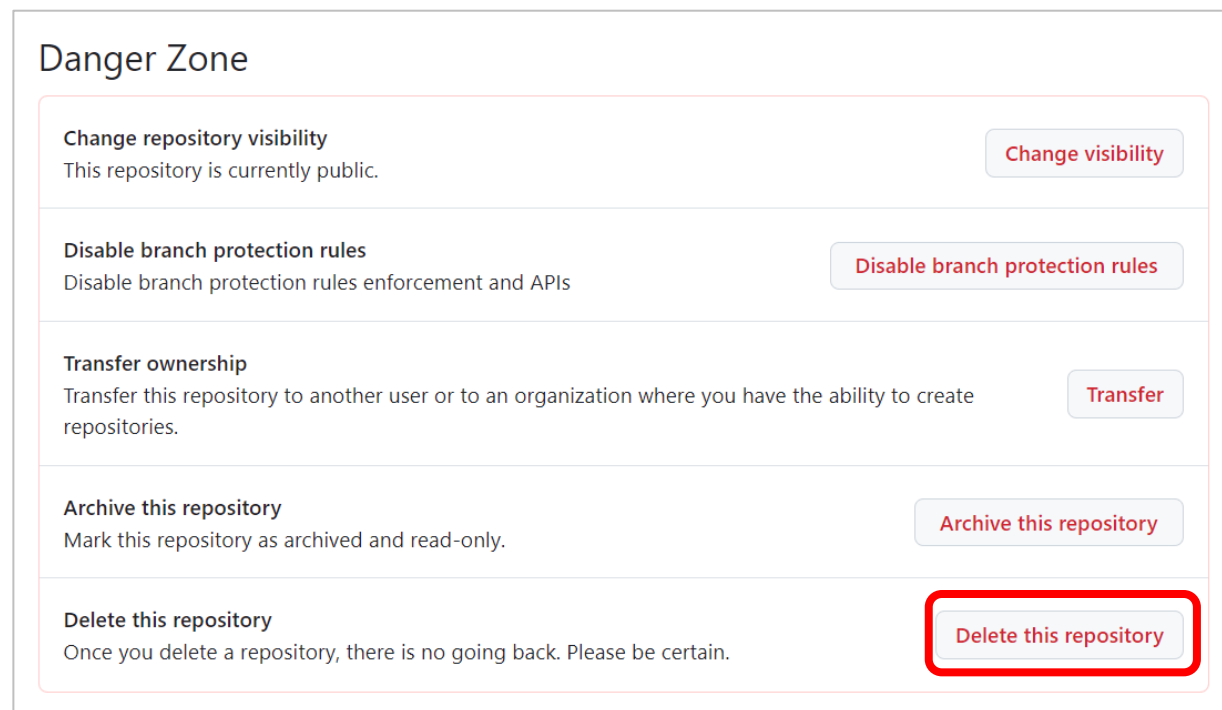 Danger Zone
Change repository visibility
This repository is currently public.
Change visibility
Disable branch protection rules
Disable branch protection rules enforcement and APIs
Disable branch protection rules
Transfer ownership
Transfer this repository to another user or to an organization where you have the ability to create
repositories.
Transfer
Archive this repository
Mark this repository as archived and read-only.
Archive this repository
Delete this repository
Once you delete a repository, there is no going back. Please be certain.
Delete this repository